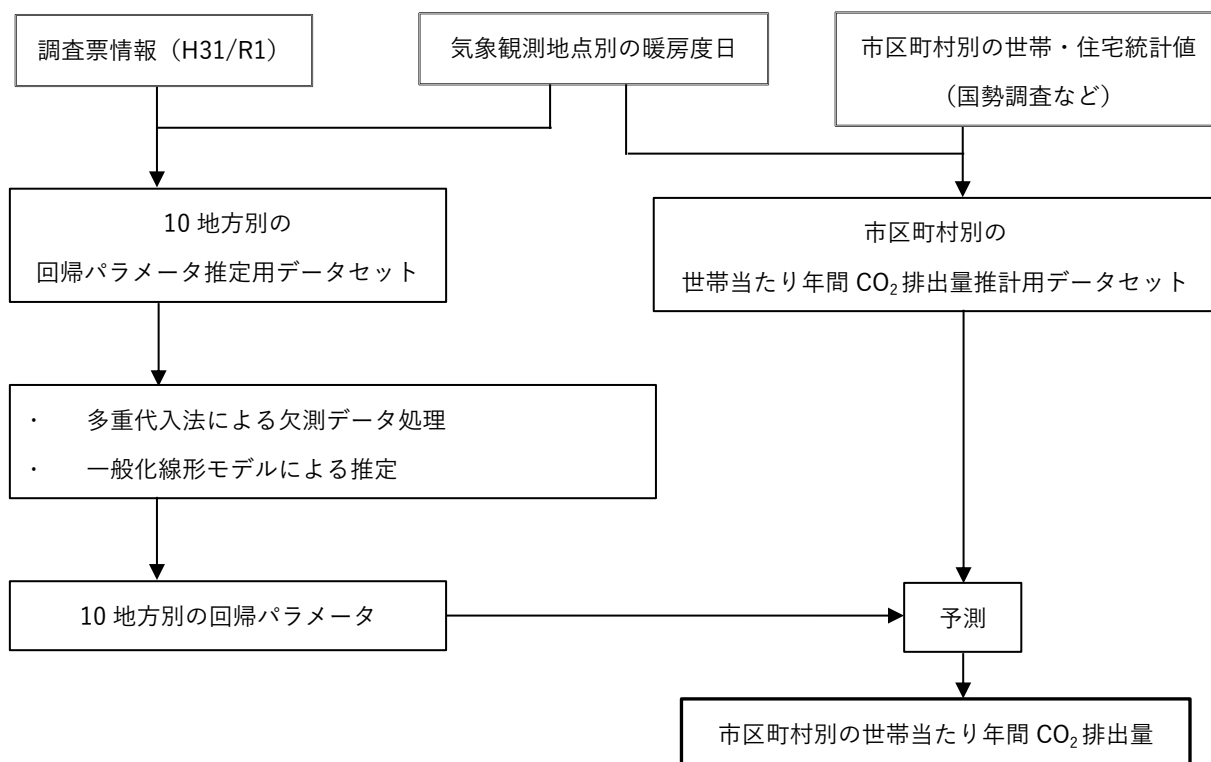 調査票情報（H31/R1）
気象観測地点別の暖房度日
市区町村別の世帯・住宅統計値
（国勢調査など）
10 地方別の
回帰パラメータ推定用データセット
市区町村別の
世帯当たり年間 CO₂排出量推計用データセット
・ 多重代入法による欠測データ処理
・ 一般化線形モデルによる推定
10 地方別の回帰パラメータ
予測
市区町村別の世帯当たり年間 CO₂排出量